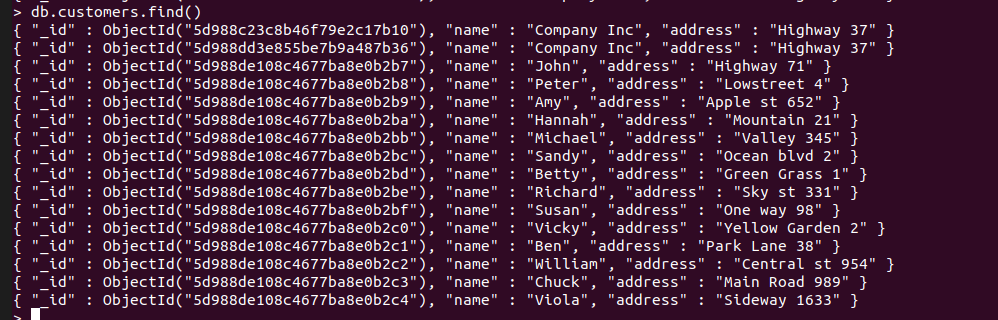 > db.customers.find()
{ "_id" : ObjectId("5d988c23c8b46f79e2c17b10"), "name" : "Company Inc", "address" : "Highway 37" }
{ "_id" : ObjectId("5d988dd3e855be7b9a487b36"), "name" : "Company Inc", "address" : "Highway 37" }
{ "_id" : ObjectId("5d988de108c4677ba8e0b2b7"), "name" : "John", "address" : "Highway 71" }
{ "_id" : ObjectId("5d988de108c4677ba8e0b2b8"), "name" : "Peter", "address" : "Lowstreet 4" }
{ "_id" : ObjectId("5d988de108c4677ba8e0b2b9"), "name" : "Amy", "address" : "Apple st 652" }
{ "_id" : ObjectId("5d988de108c4677ba8e0b2ba"), "name" : "Hannah", "address" : "Mountain 21" }
{ "_id" : ObjectId("5d988de108c4677ba8e0b2bb"), "name" : "Michael", "address" : "Valley 345" }
{ "_id" : ObjectId("5d988de108c4677ba8e0b2bc"), "name" : "Sandy", "address" : "Ocean blvd 2" }
{ "_id" : ObjectId("5d988de108c4677ba8e0b2bd"), "name" : "Betty", "address" : "Green Grass 1" }
{ "_id" : ObjectId("5d988de108c4677ba8e0b2be"), "name" : "Richard", "address" : "Sky st 331" }
{ "_id" : ObjectId("5d988de108c4677ba8e0b2bf"), "name" : "Susan", "address" : "One way 98" }
{ "_id" : ObjectId("5d988de108c4677ba8e0b2c0"), "name" : "Vicky", "address" : "Yellow Garden 2" }
{ "_id" : ObjectId("5d988de108c4677ba8e0b2c1"), "name" : "Ben", "address" : "Park Lane 38" }
{ "_id" : ObjectId("5d988de108c4677ba8e0b2c2"), "name" : "William", "address" : "Central st 954" }
{ "_id" : ObjectId("5d988de108c4677ba8e0b2c3"), "name" : "Chuck", "address" : "Main Road 989" }
{ "_id" : ObjectId("5d988de108c4677ba8e0b2c4"), "name" : "Viola", "address" : "Sideway 1633" }
>